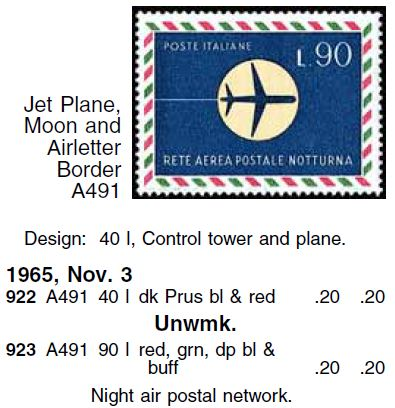 POSTE ITALIANE
L.90
RETE AEREA POSTALE NOTTURNA
Jet Plane,
Moon and
Airletter
Border
A491
Design: 40 l, Control tower and plane.
1965, Nov. 3
922 A491 40 l dk Prus bl & red .20 .20
Unwmk.
923 A491 90 l red, grn, dp bl &
buff .20 .20
Night air postal network.